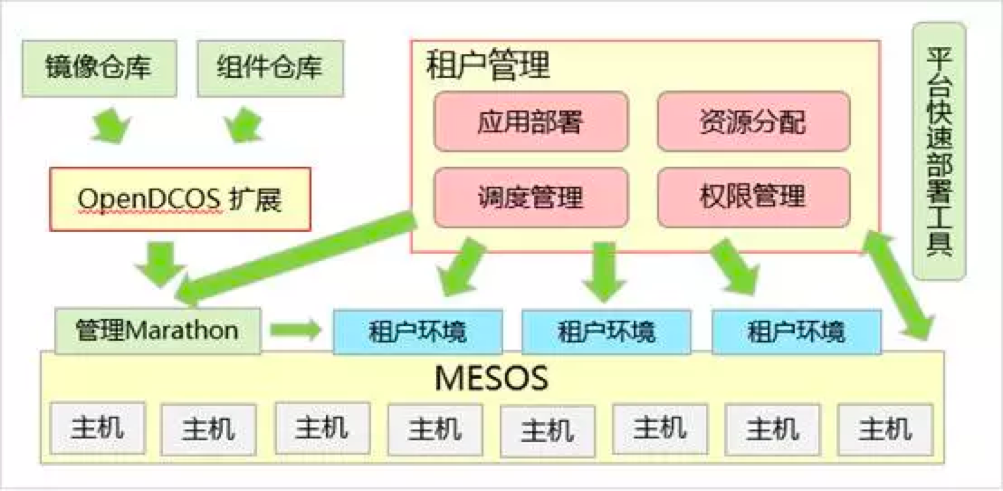 镜像仓库
组件仓库
租户管理
应用部署
资源分配
调度管理
权限管理
平台快速部署工具
OpenDCOS 扩展
管理Marathon
租户环境
租户环境
租户环境
MESOS
主机
主机
主机
主机
主机
主机
主机
主机